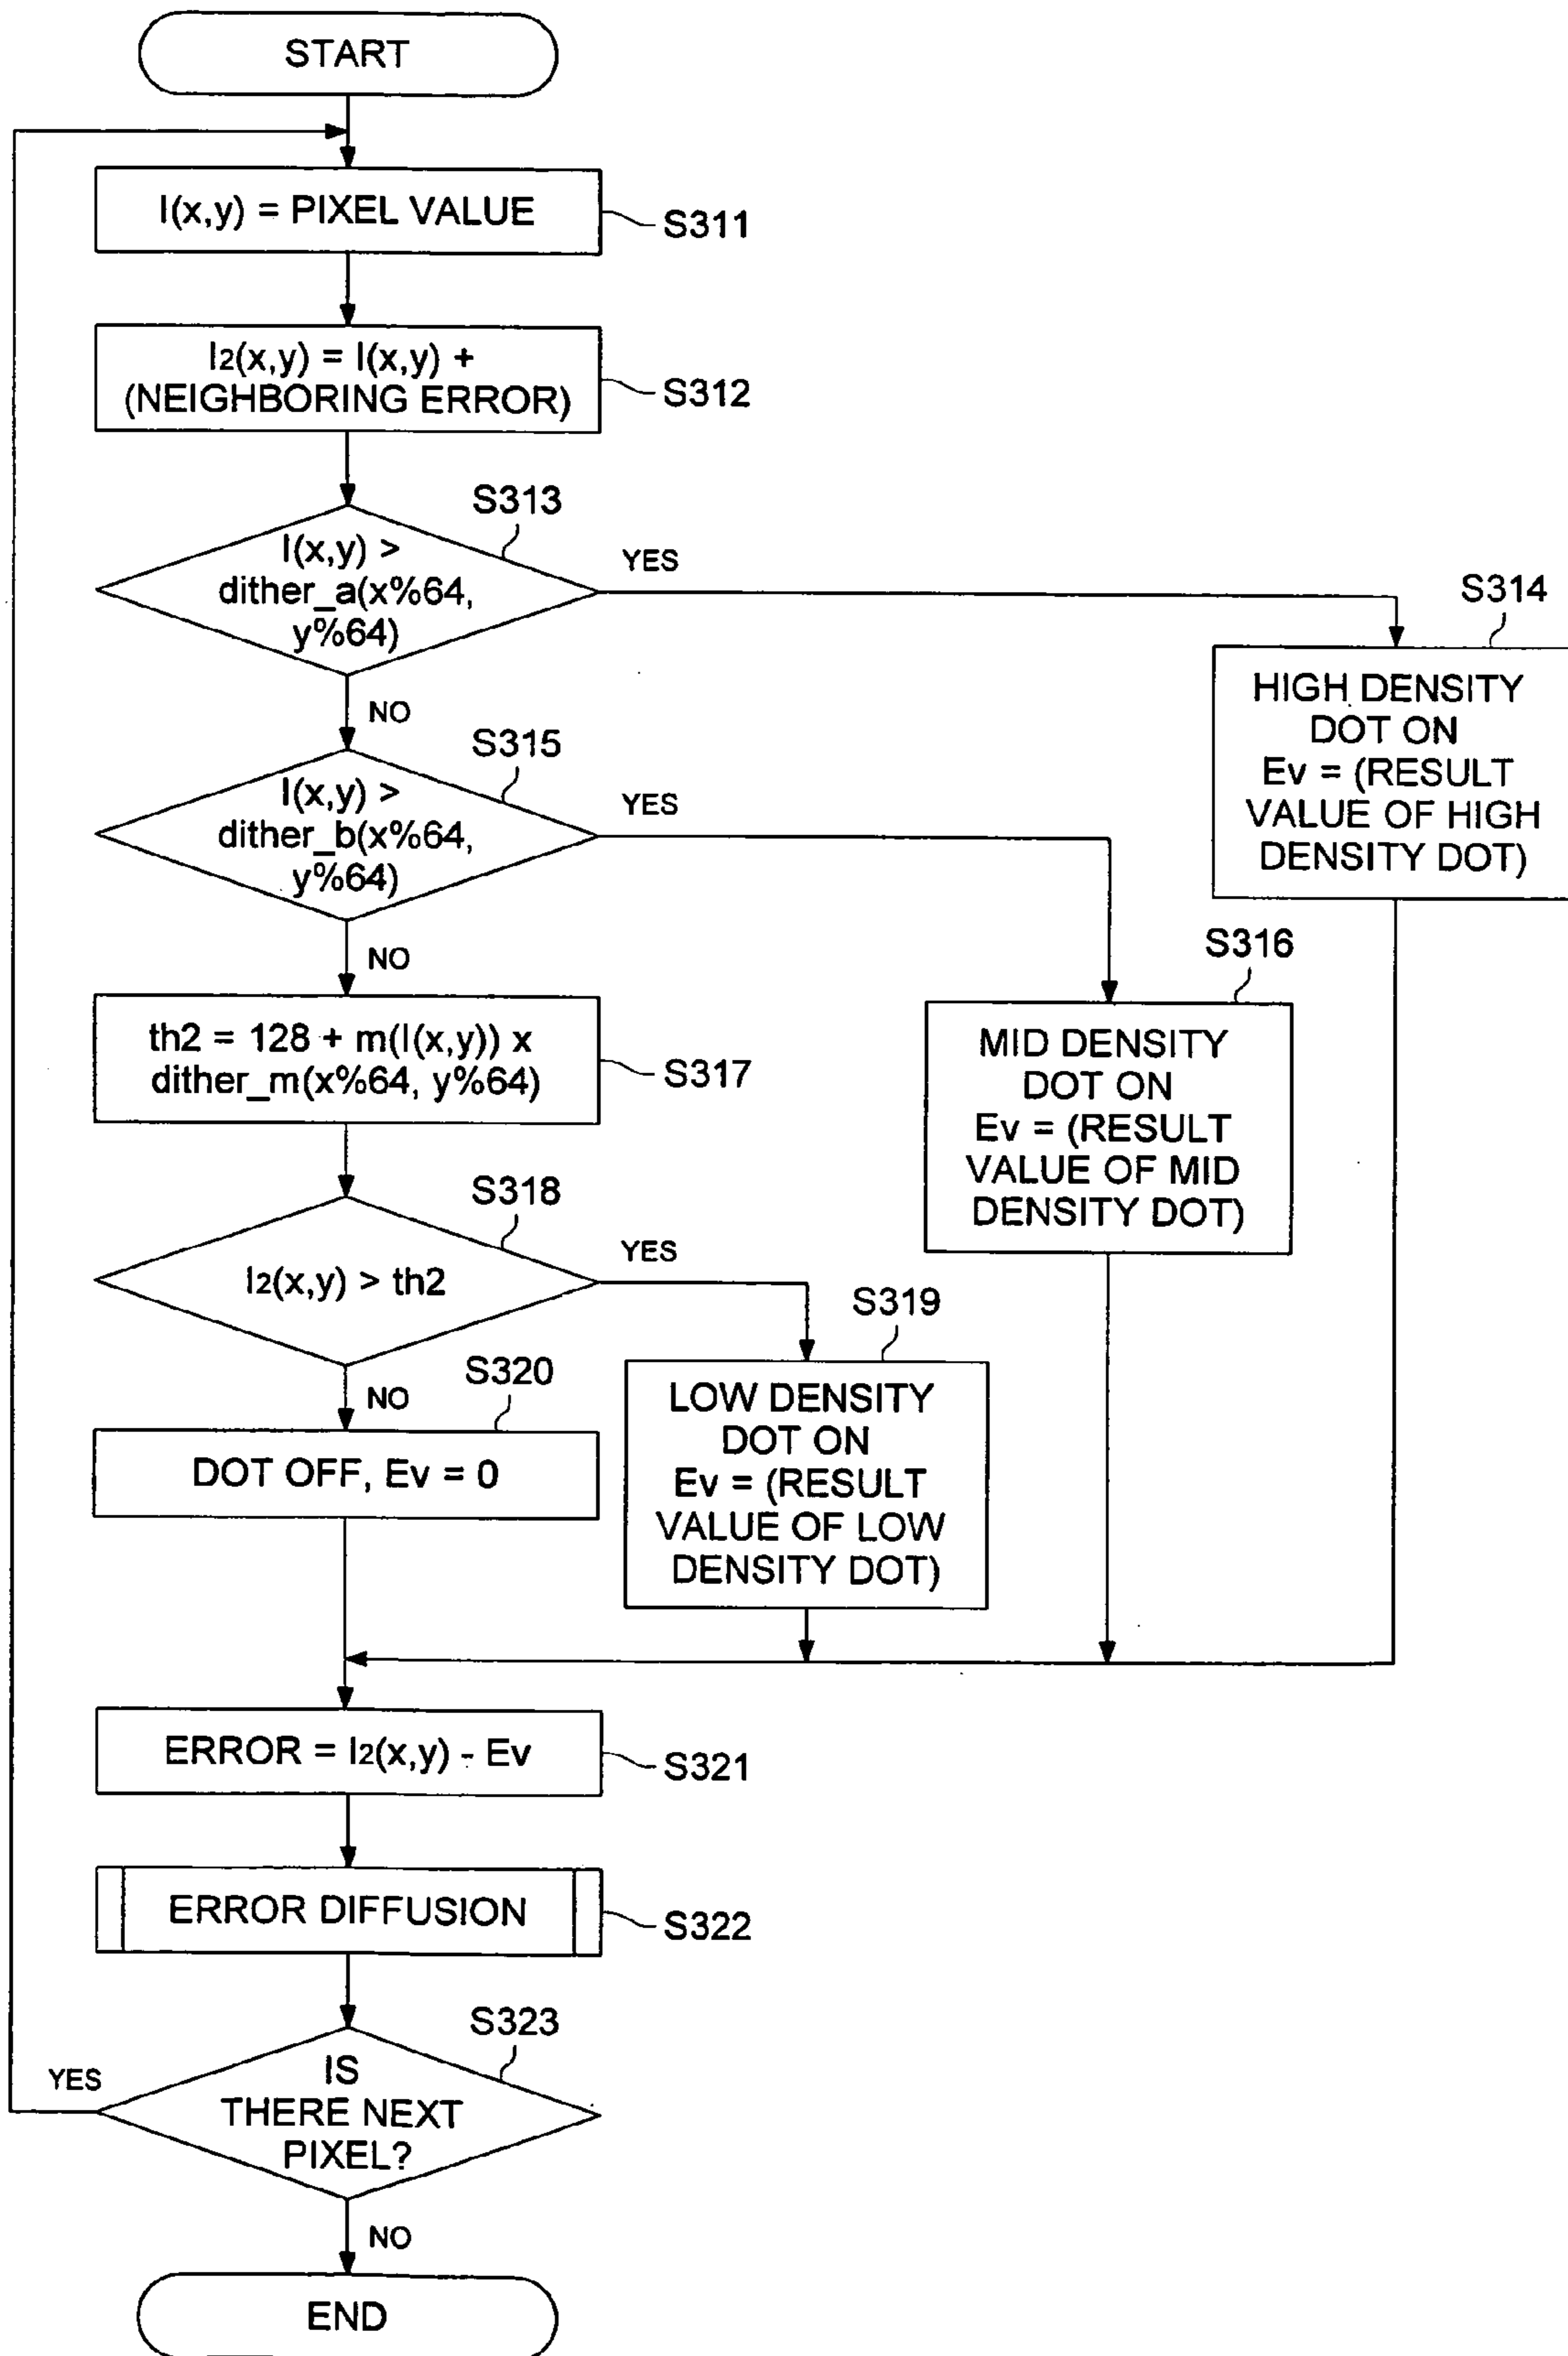 START
I(x,y) = PIXEL VALUE
S311
I2(x,y) = I(x,y) +
(NEIGHBORING ERROR)
S312
S313
I(x,y) >
dither_a(x%64,
y%64)
YES
NO
S314
HIGH DENSITY
DOT ON
Ev = (RESULT
VALUE OF HIGH
DENSITY DOT)
S315
I(x,y) >
dither_b(x%64,
y%64)
YES
NO
S316
MID DENSITY
DOT ON
Ev = (RESULT
VALUE OF MID
DENSITY DOT)
th2 = 128 + m(I(x,y)) x
dither_m(x%64, y%64)
S317
S318
I2(x,y) > th2
YES
NO
S319
LOW DENSITY
DOT ON
Ev = (RESULT
VALUE OF LOW
DENSITY DOT)
S320
DOT OFF, Ev = 0
ERROR = I2(x,y) - Ev
S321
ERROR DIFFUSION
S322
S323
IS
THERE NEXT
PIXEL?
YES
NO
END